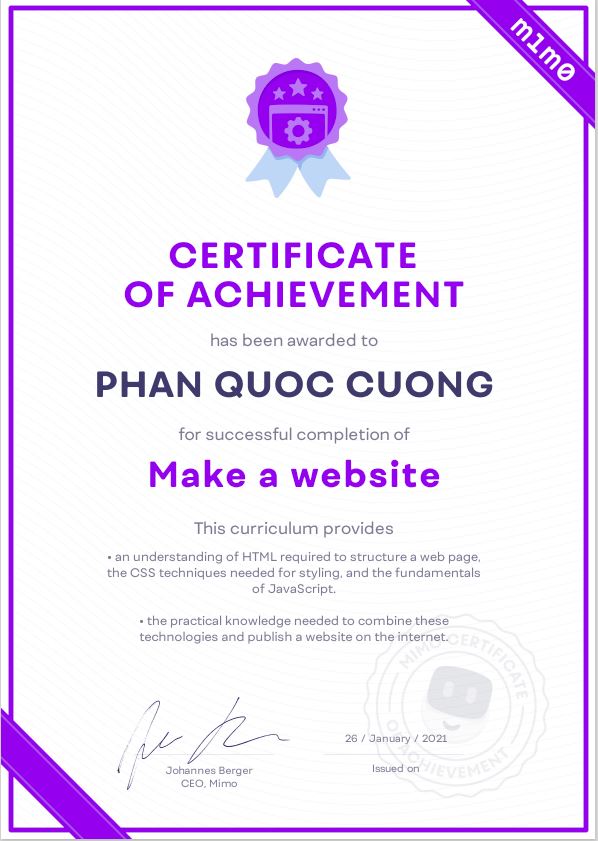 m1m0
CERTIFICATE
OF ACHIEVEMENT
has been awarded to
PHAN QUOC CUONG
for successful completion of
Make a website
This curriculum provides
• an understanding of HTML required to structure a web page,
the CSS techniques needed for styling, and the fundamentals
of JavaScript.
• the practical knowledge needed to combine these
technologies and publish a website on the internet.
MIMO CERTIFICATE
OF ACHIEVEMENT
26 / January / 2021
Johannes Berger
CEO, Mimo
Issued on